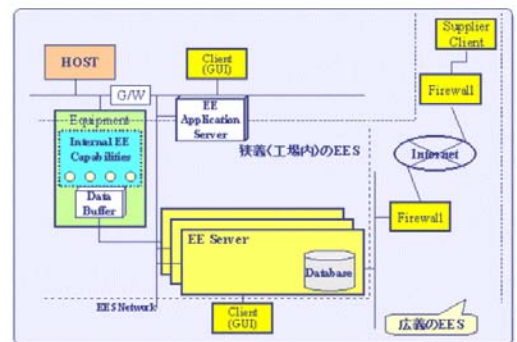 HOST
Client
(GUI)
Supplier
Client
G/W
Firewall
Equipment
EE
Application
Server
Internal EE
Capabilities
狭義(工場内)のEES
Internet
Data
Buffer
Firewall
EE Server
Database
EES Network
Client
(GUI)
広義のEES